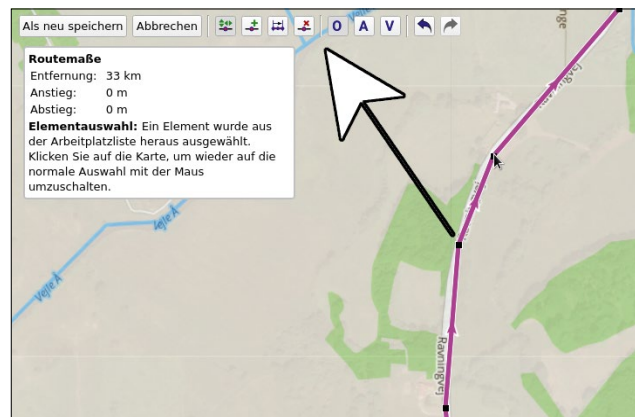 Als neu speichern Abbrechen O A V
Routemaße
Entfernung: 33 km
Anstieg: 0 m
Abstieg: 0 m
Elementauswahl: Ein Element wurde aus
der Arbeitplatzliste heraus ausgewählt.
Klicken Sie auf die Karte, um wieder auf die
normale Auswahl mit der Maus
umzuschalten.
Vejle Å
Ravningvej